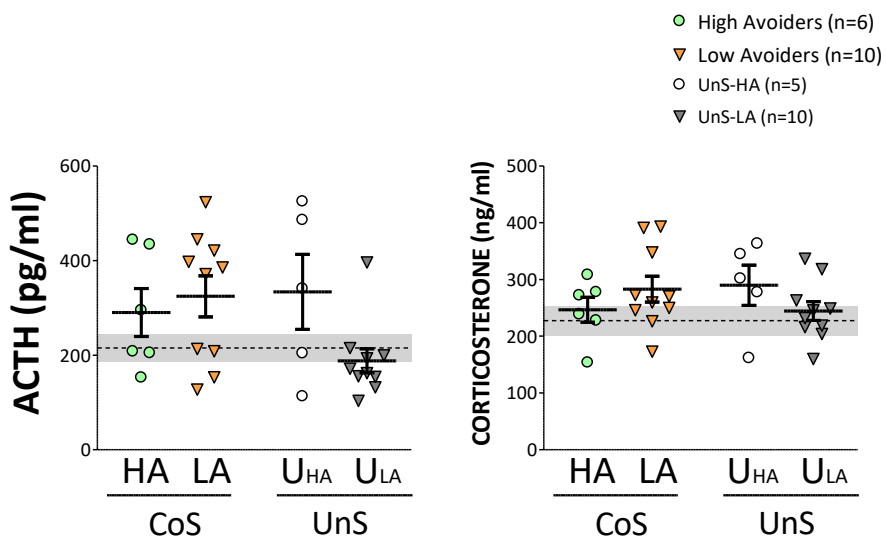 High Avoiders (n=6)
Low Avoiders (n=10)
UnS-HA (n=5)
UnS-LA (n=10)
ACTH (pg/ml)
600
400
200
0
HA LA UHA ULA
CoS UnS
CORTICOSTERONE (ng/ml)
500
400
300
200
100
0
HA LA UHA ULA
CoS UnS